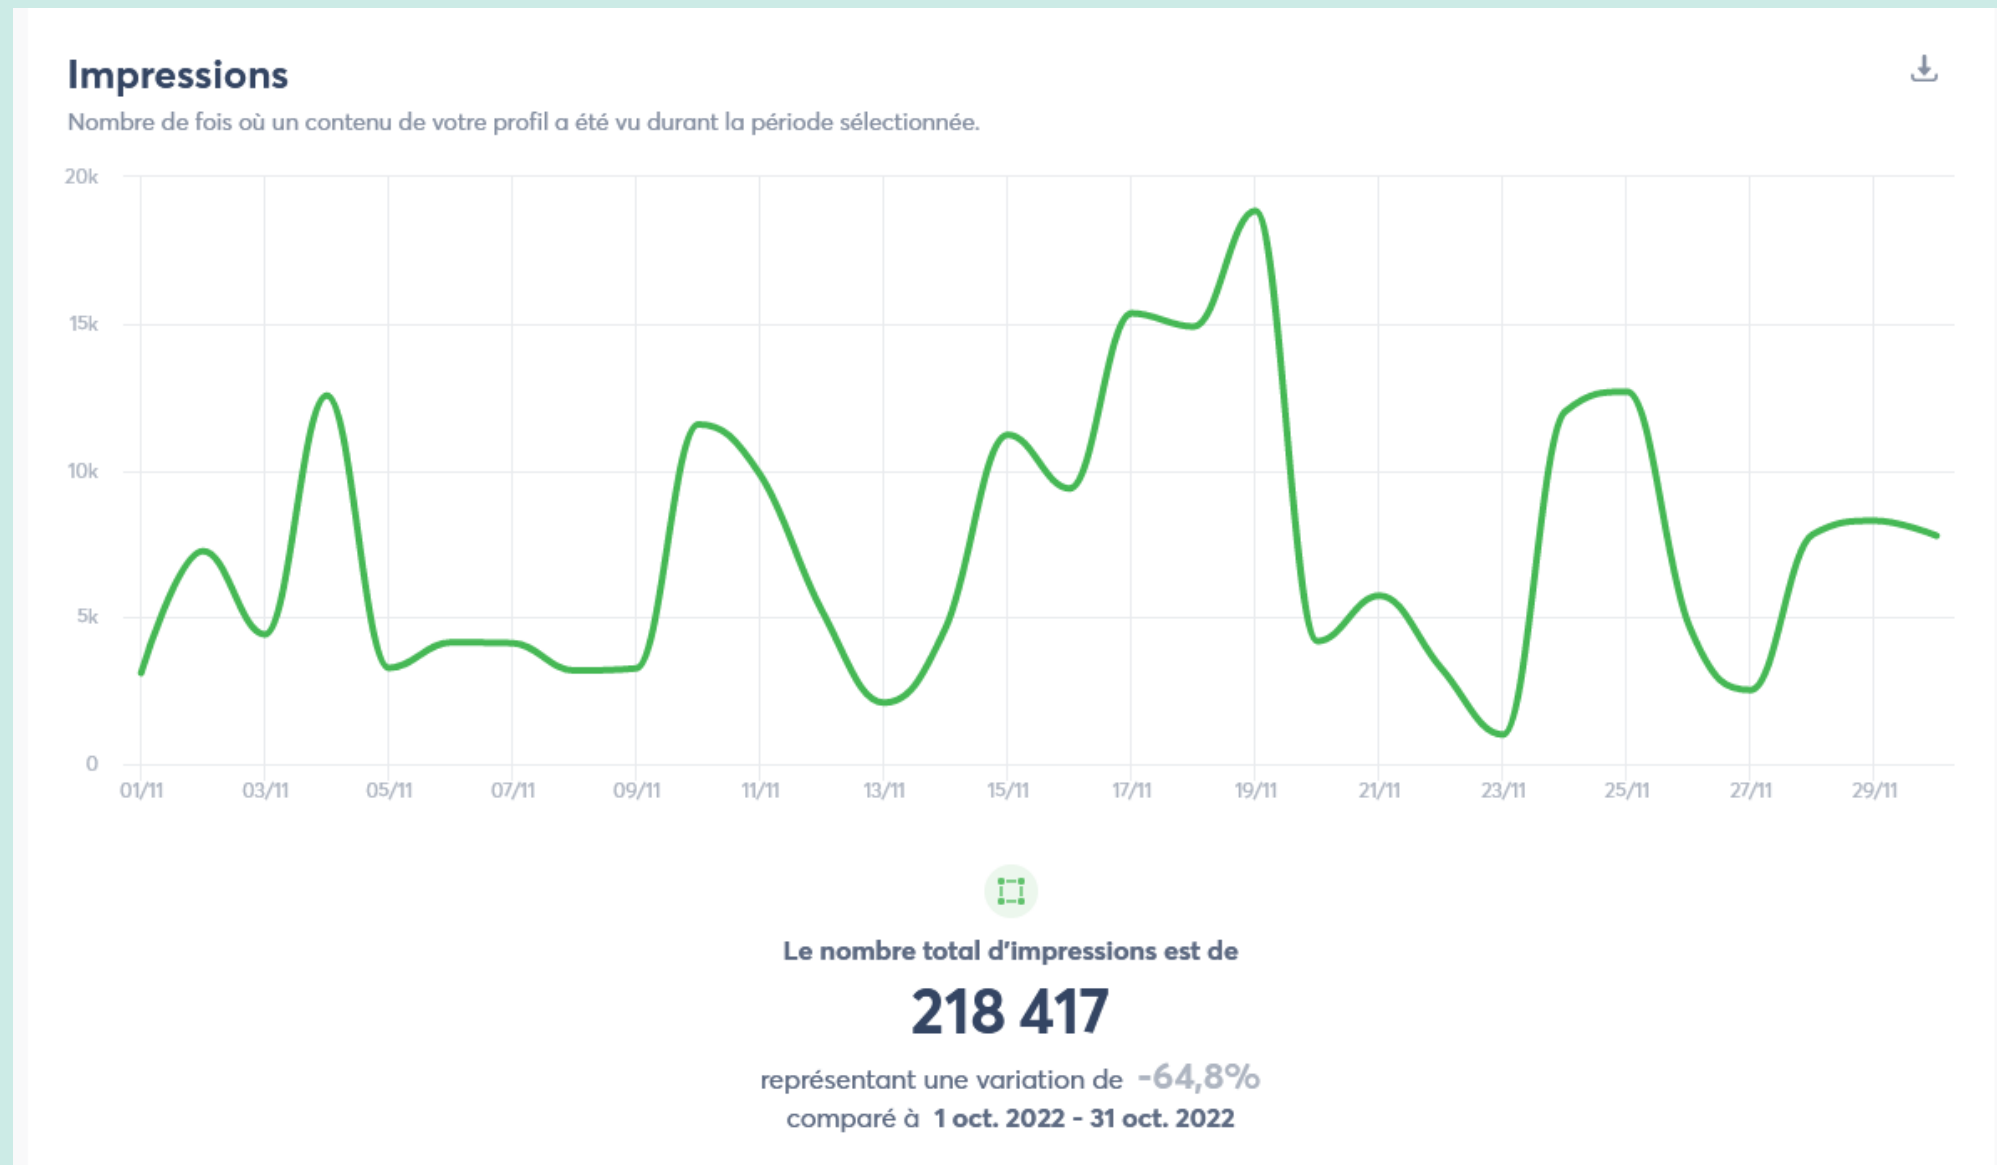 Impressions
Nombre de fois où un contenu de votre profil a été vu durant la période sélectionnée.
20k
15k
10k
5k
0
01/11 03/11 05/11 07/11 09/11 11/11 13/11 15/11 17/11 19/11 21/11 23/11 25/11 27/11 29/11
Le nombre total d'impressions est de
218 417
représentant une variation de -64,8%
comparé à 1 oct. 2022 - 31 oct. 2022